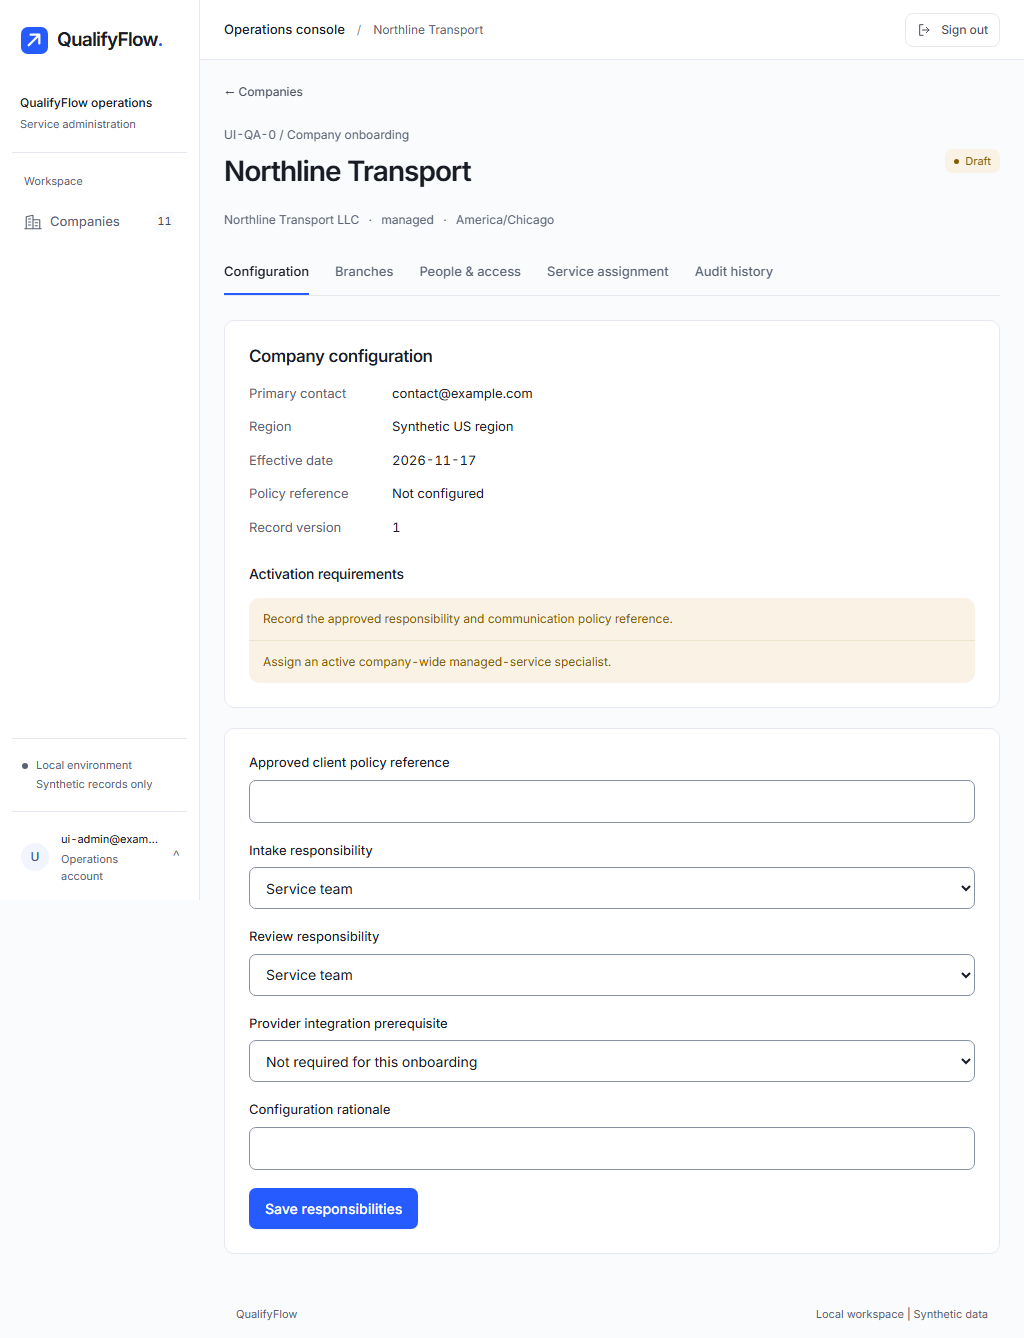 QualifyFlow.
QualifyFlow operations
Service administration
Workspace
Companies 11
Local environment
Synthetic records only
U
ui-admin@exam...
Operations
account
^
Operations console / Northline Transport
Sign out
← Companies
UI-QA-0 / Company onboarding
Northline Transport
Draft
Northline Transport LLC · managed · America/Chicago
Configuration Branches People & access Service assignment Audit history
Company configuration
Primary contact contact@example.com
Region Synthetic US region
Effective date 2026-11-17
Policy reference Not configured
Record version 1
Activation requirements
Record the approved responsibility and communication policy reference.
Assign an active company-wide managed-service specialist.
Approved client policy reference
Intake responsibility
Service team
Review responsibility
Service team
Provider integration prerequisite
Not required for this onboarding
Configuration rationale
Save responsibilities
QualifyFlow
Local workspace | Synthetic data